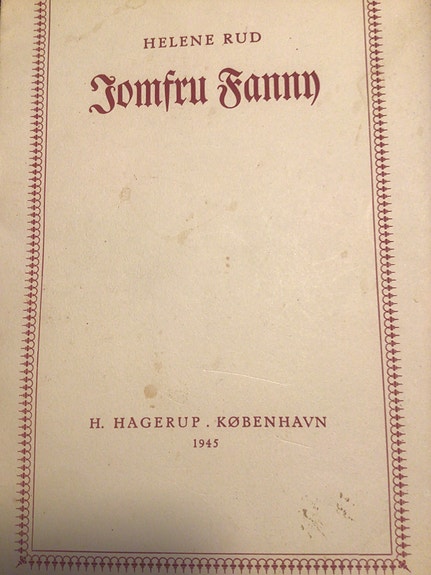 HELENE RUD
Jomfru Fanny
H. HAGERUP . KØBENHAVN
1945